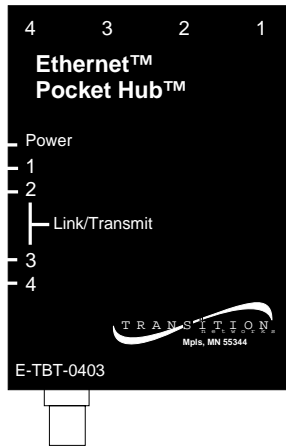 4 3 2 1
Ethernet™
Pocket Hub™
Power
1
2
Link/Transmit
3
4
TRANSITION
networks
Mpls, MN 55344
E-TBT-0403